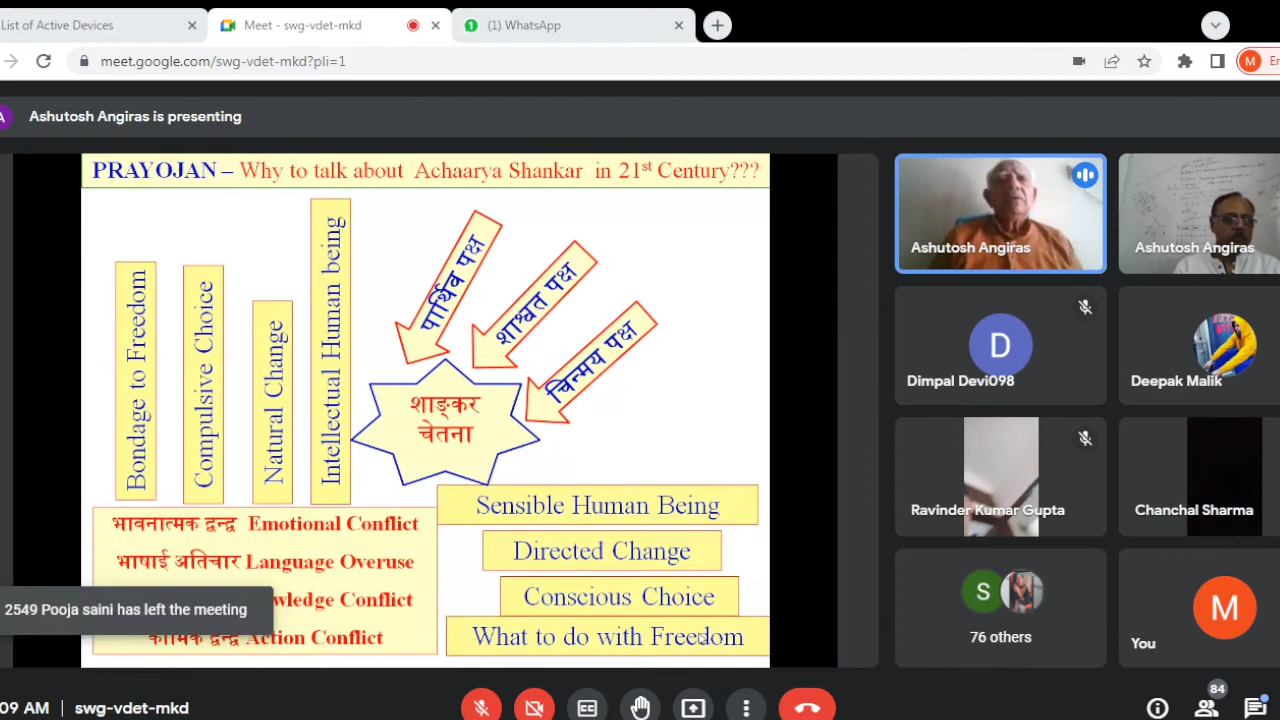 List of Active Devices
Meet - swg-vdet-mkd
(1) WhatsApp
meet.google.com/swg-vdet-mkd?pli=1
M
A
Ashutosh Angiras is presenting
PRAYOJAN – Why to talk about Achaarya Shankar in 21st Century???
Bondage to Freedom
Compulsive Choice
Natural Change
Intellectual Human being
पार्थिव पक्ष
शाश्वत पक्ष
चिन्मय पक्ष
शाङ्कर
चेतना
भावनात्मक द्वन्द्व Emotional Conflict
भाषाई अतिचार Language Overuse
Conflict
Action Conflict
Sensible Human Being
Directed Change
Conscious Choice
What to do with Freedom
2549 Pooja saini has left the meeting
Ashutosh Angiras
Ashutosh Angiras
D
Dimpal Devi098
Deepak Malik
Ravinder Kumar Gupta
Chanchal Sharma
S
76 others
M
You
:09 AM
swg-vdet-mkd
84